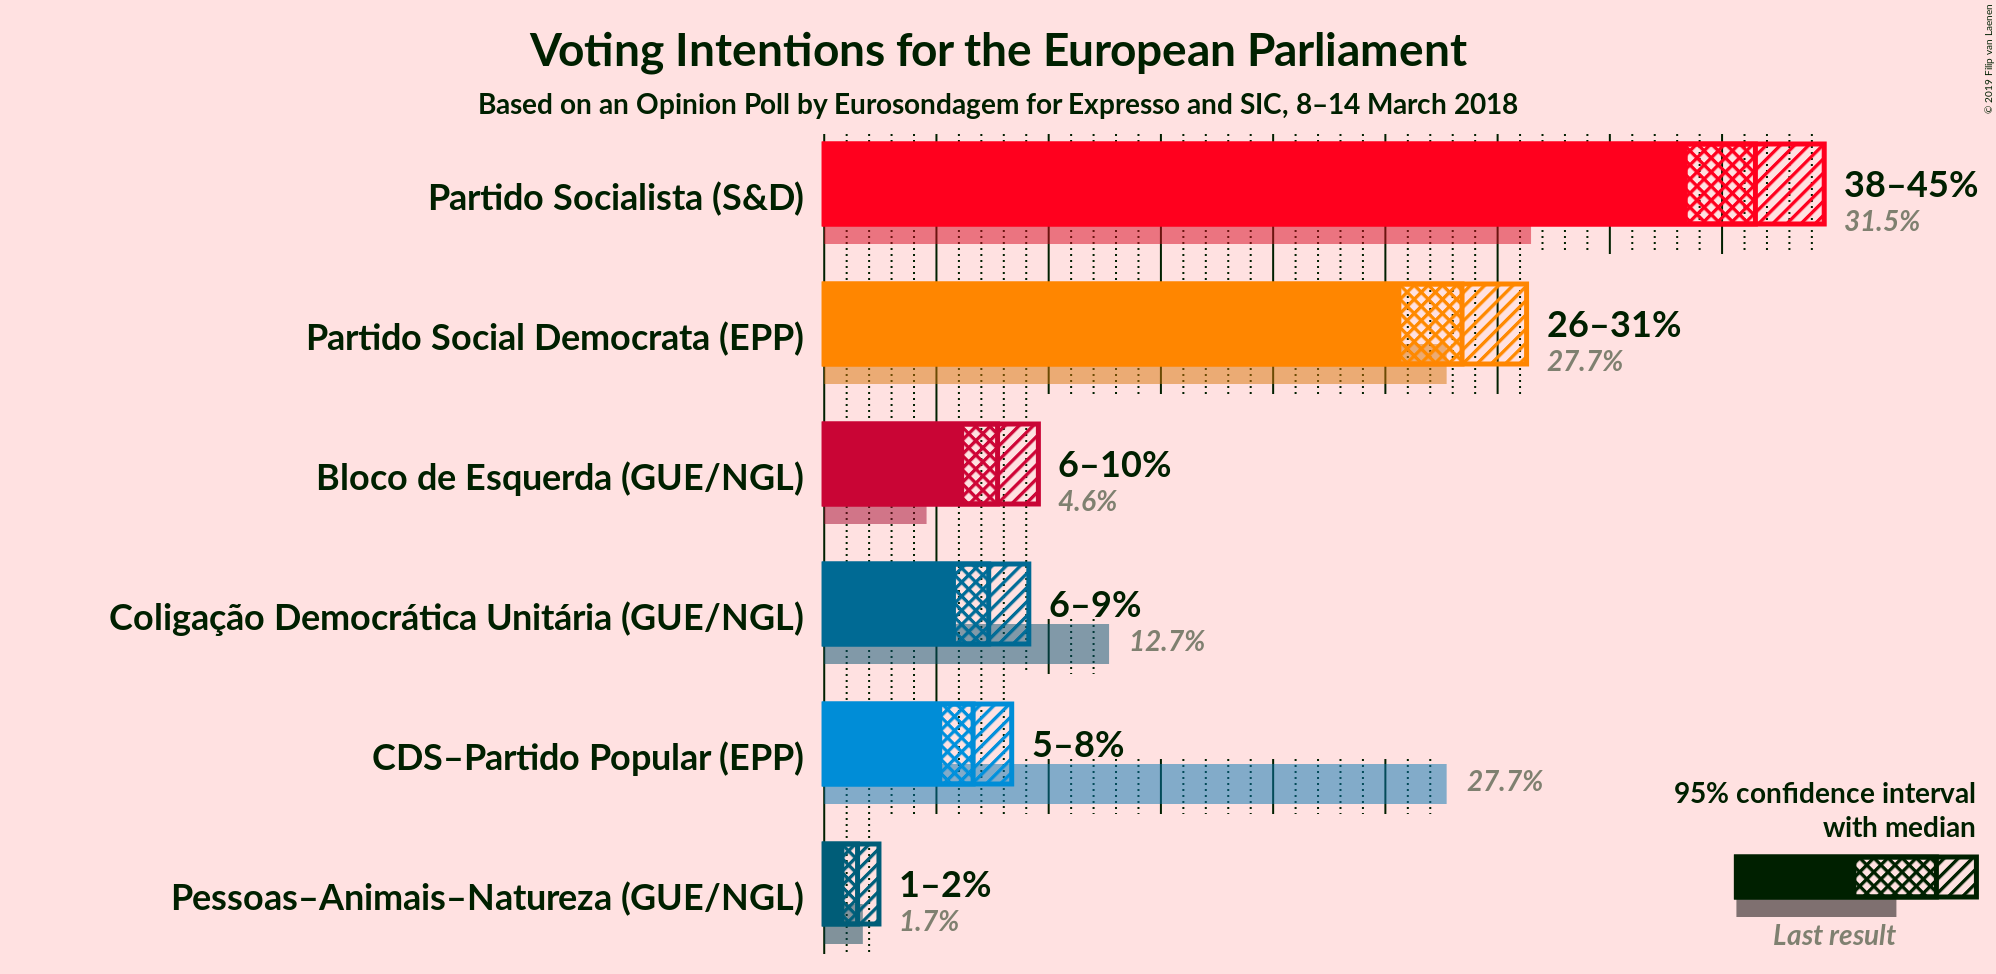 Voting Intentions for the European Parliament
Based on an Opinion Poll by Eurosondagem for Expresso and SIC, 8–14 March 2018
© 2019 Filip van Laenen
Partido Socialista (S&D)
38–45%
31.5%
Partido Social Democrata (EPP)
26–31%
27.7%
Bloco de Esquerda (GUE/NGL)
6–10%
4.6%
Coligação Democrática Unitária (GUE/NGL)
6–9%
12.7%
CDS–Partido Popular (EPP)
5–8%
27.7%
Pessoas–Animais–Natureza (GUE/NGL)
1–2%
1.7%
95% confidence interval
with median
Last result